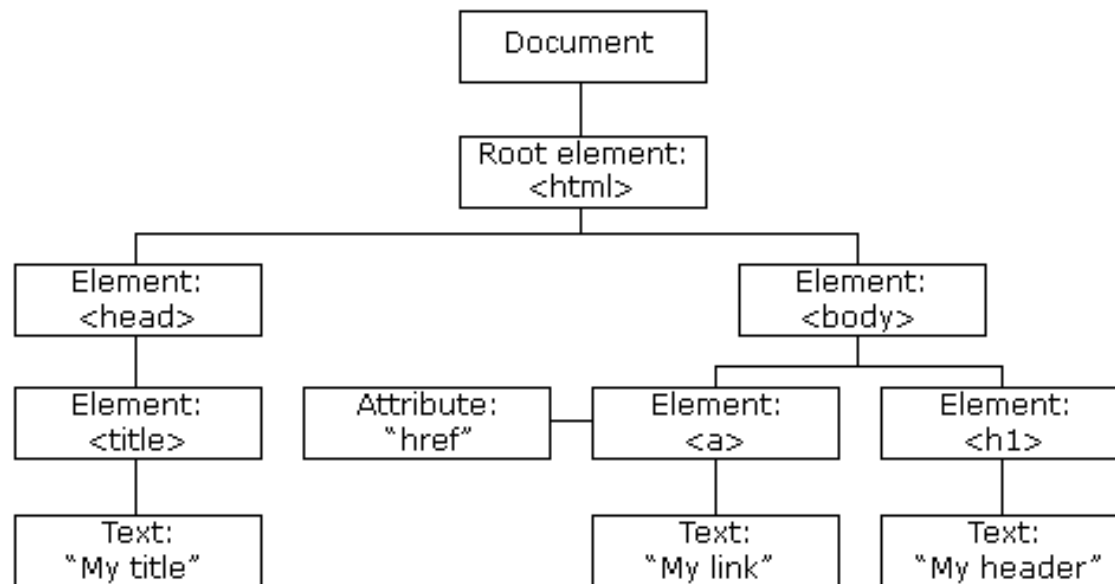 Document
Root element:
<html>
Element:
<head>
Element:
<body>
Element:
<title>
Attribute:
“href”
Element:
<a>
Element:
<h1>
Text:
“My title”
Text:
“My link”
Text:
“My header”